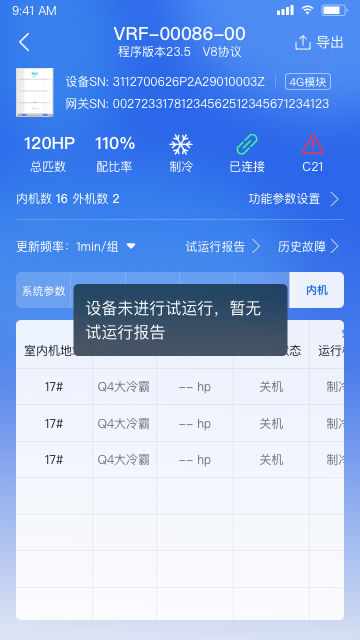 9:41 AM
VRF-00086-00
导出
程序版本23.5 V8协议
设备SN: 3112700626P2A29010003Z
4G模块
网关SN: 00272331781234562512345671234123
120HP
110%
总匹数
配比率
制冷
已连接
C21
内机数 16 外机数 2
功能参数设置
更新频率：1min/组
试运行报告
历史故障
系统参数
内机
设备未进行试运行，暂无
试运行报告
室内机地
态
运行
17#
Q4大冷霸
-- hp
关机
制冷
17#
Q4大冷霸
-- hp
关机
制冷
17#
Q4大冷霸
-- hp
关机
制冷